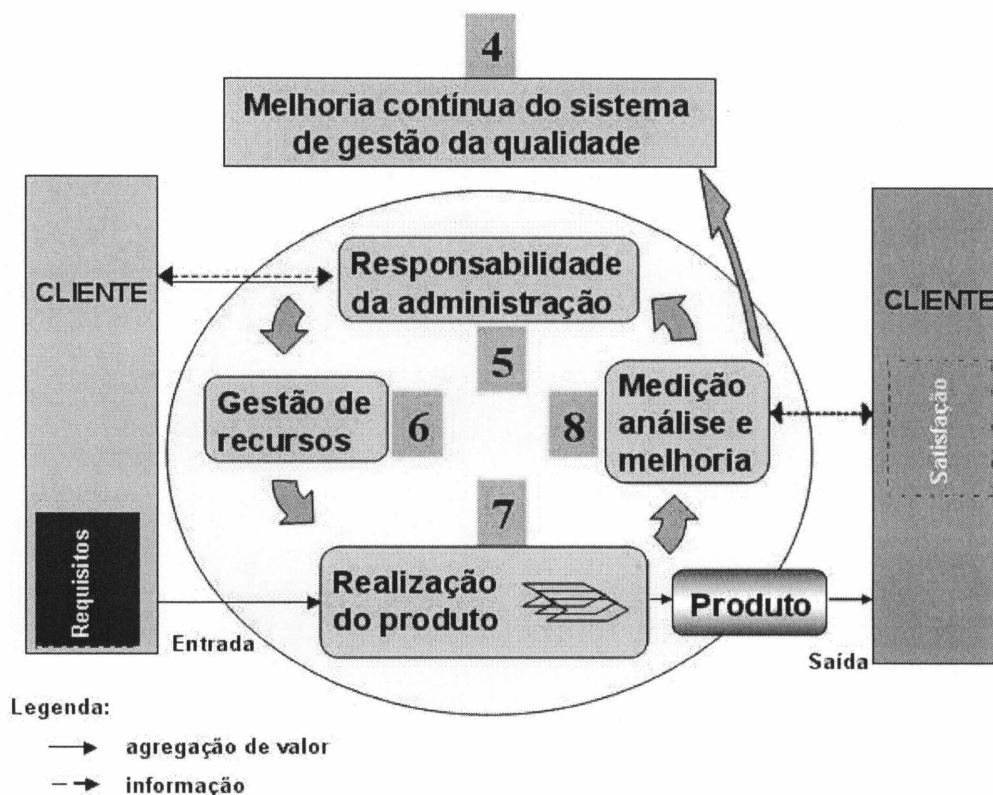 4
Melhoria contínua do sistema
de gestão da qualidade
CLIENTE
Responsabilidade
da administração
5
CLIENTE
Gestão de
recursos
6
8
Medição
análise e
melhoria
Satisfação
7
Requisitos
Realização
do produto
Produto
Entrada
Saída
Legenda:
agregação de valor
informação